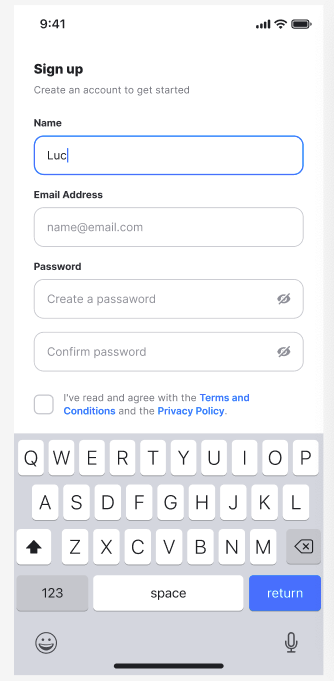 9:41
Sign up
Create an account to get started
Name
Luc
Email Address
name@email.com
Password
Create a passaword
Confirm password
I've read and agree with the Terms and
Conditions and the Privacy Policy.
Q W E R T Y U I O P
A S D F G H J K L
Z X C V B N M
123 space return